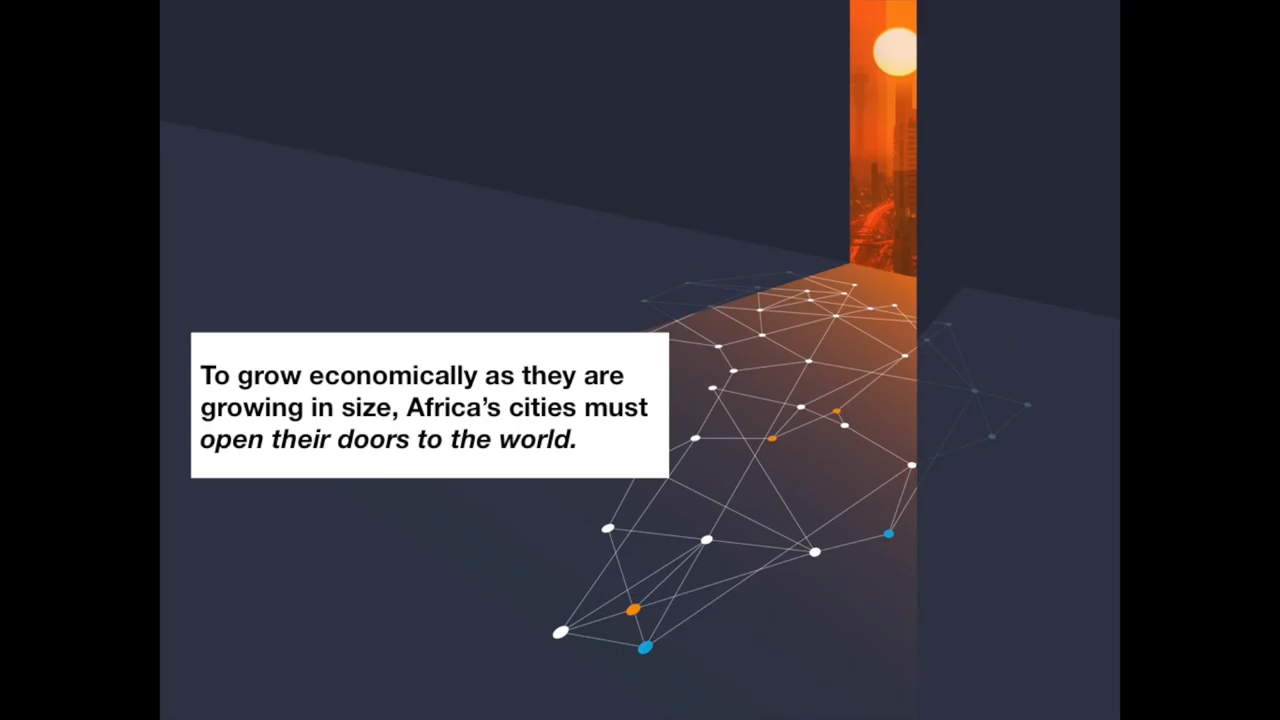 To grow economically as they are
growing in size, Africa’s cities must
open their doors to the world.